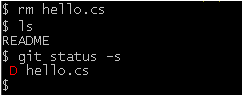 $ rm hello.cs
$ ls
README
$ git status -s
 D hello.cs
$